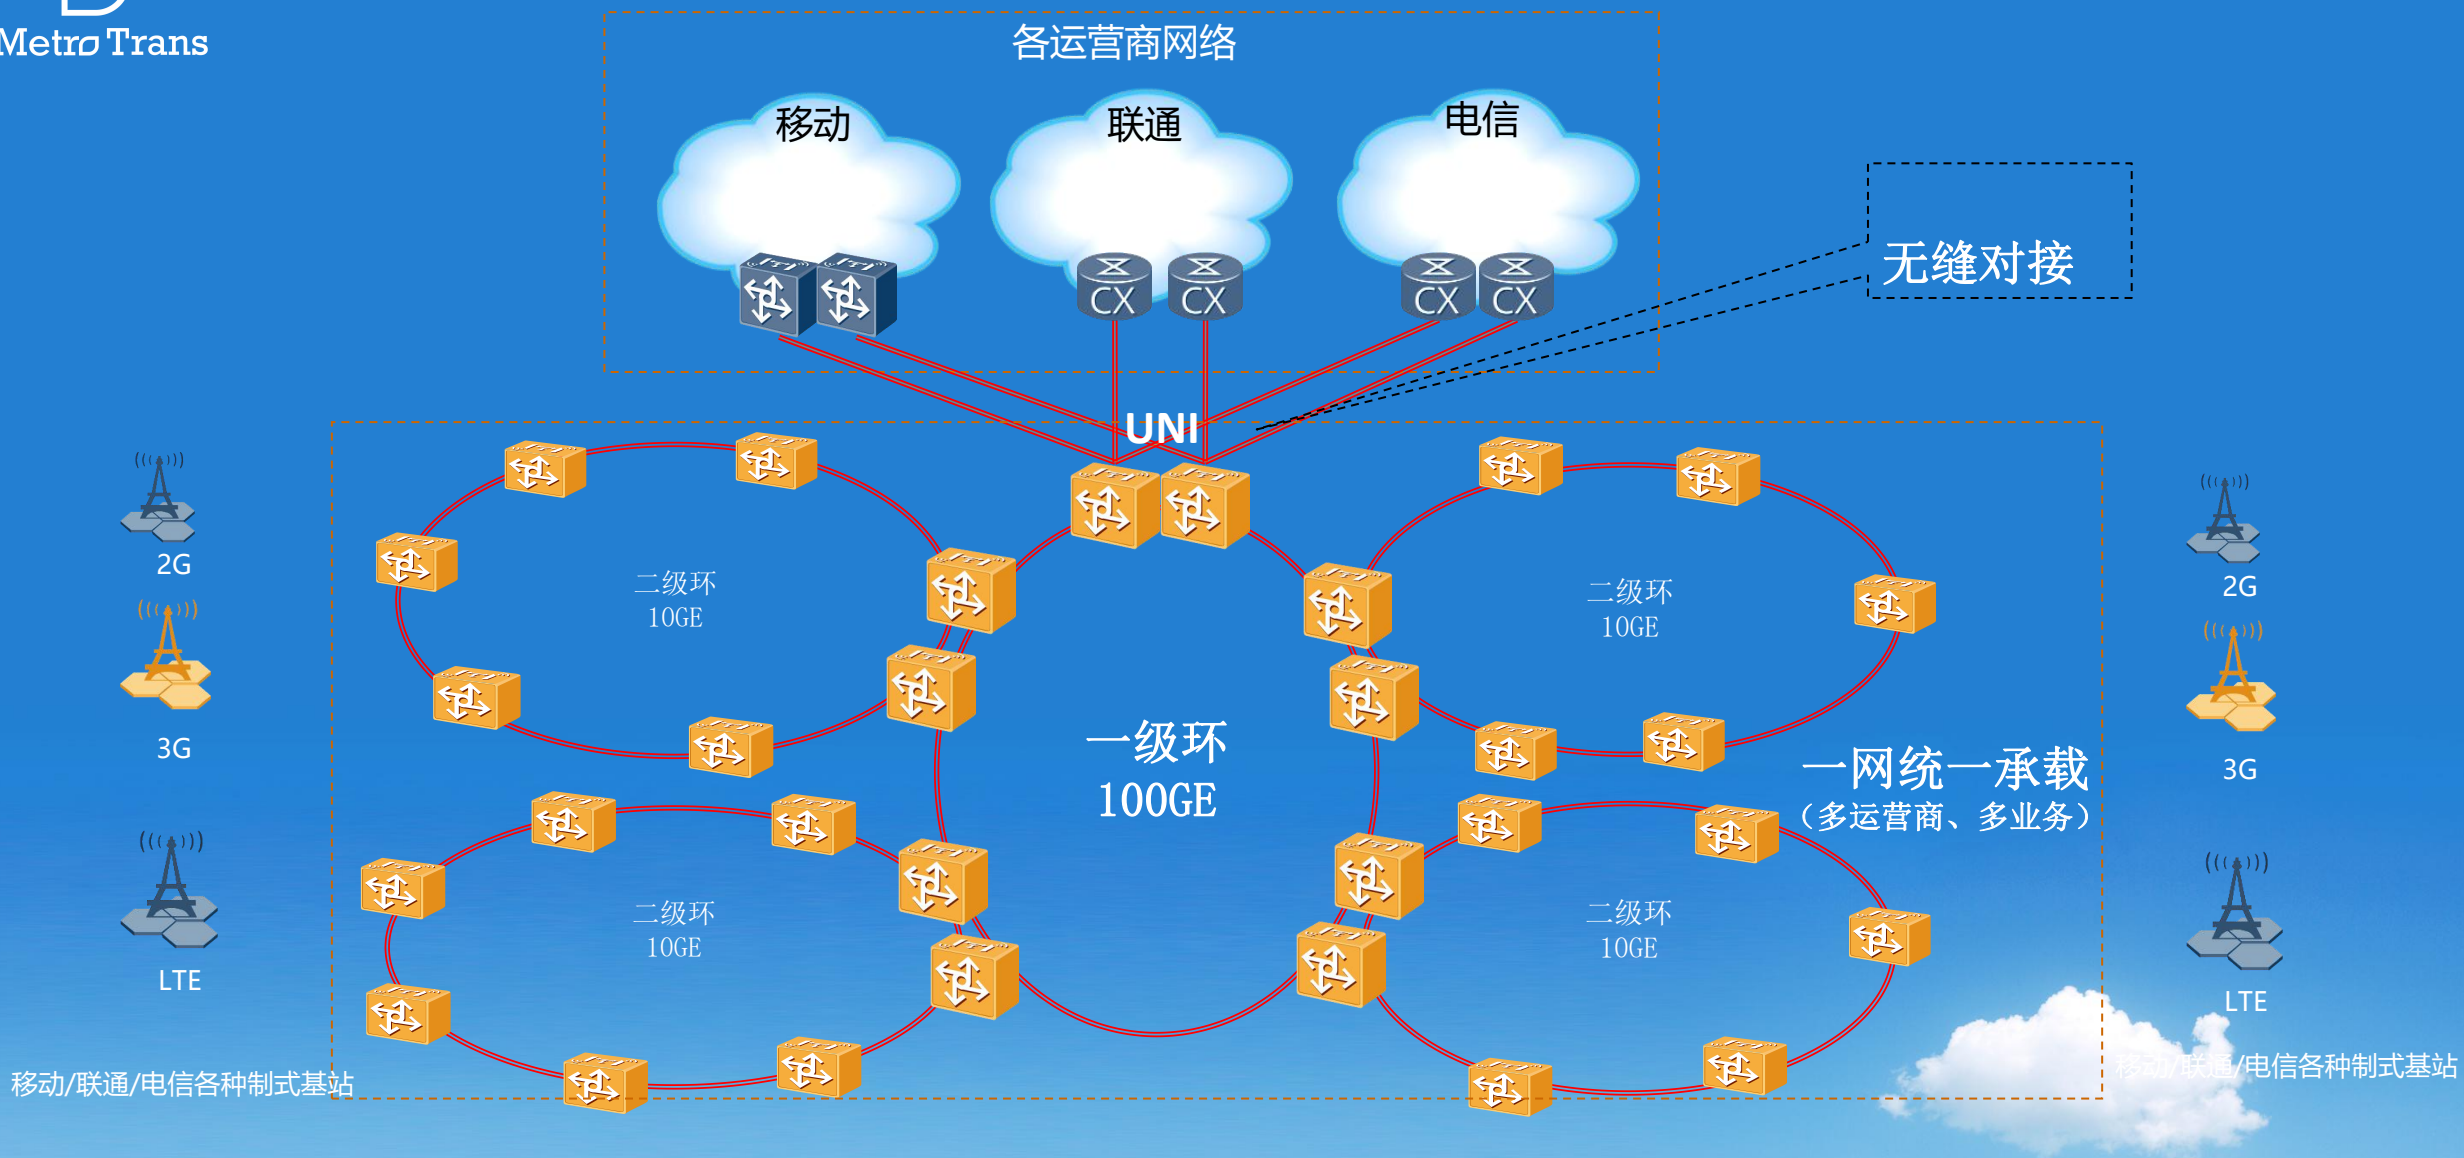 Metro Trans
各运营商网络
移动
联通
电信
CX
CX
CX
CX
无缝对接
UNI
2G
3G
LTE
移动/联通/电信各种制式基站
二级环
10GE
二级环
10GE
一级环
100GE
二级环
10GE
一网统一承载
（多运营商、多业务）
二级环
10GE
2G
3G
LTE
移动/联通/电信各种制式基站